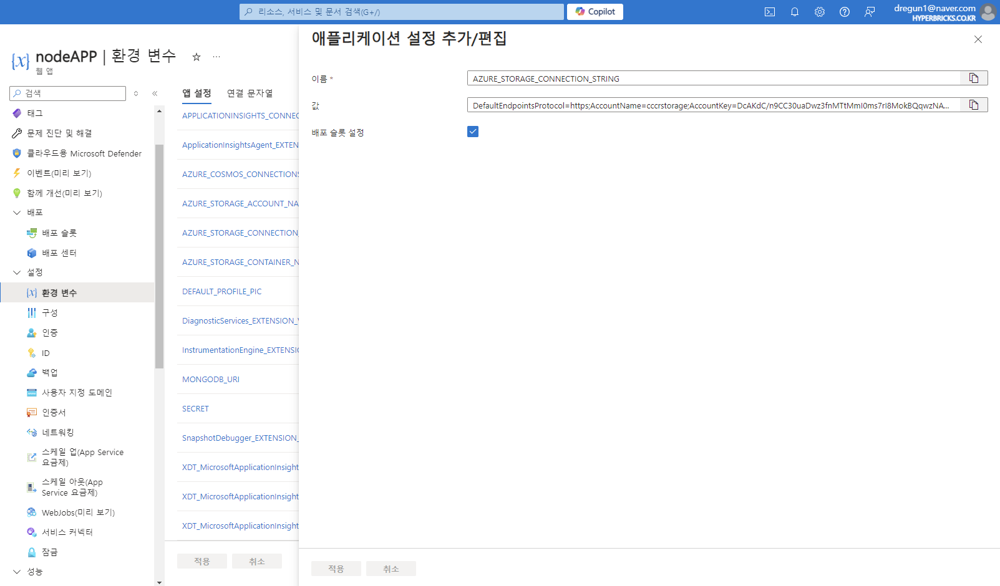 리소스, 서비스 및 문서 검색(G+/)
Copilot
dregun1@naver.com
HYPERBRICKS.CO.KR
nodeAPP | 환경 변수
웹 앱
검색
태그
문제 진단 및 해결
클라우드용 Microsoft Defender
이벤트(미리 보기)
함께 개선(미리 보기)
배포
배포 슬롯
배포 센터
설정
환경 변수
구성
인증
ID
백업
사용자 지정 도메인
인증서
네트워킹
스케일 업(App Service
요금제)
스케일 아웃(App
Service 요금제)
WebJobs(미리 보기)
서비스 커넥터
잠금
성능
앱 설정
연결 문자열
APPLICATIONINSIGHTS_CONNEC
ApplicationInsightsAgent_EXTEN
AZURE_COSMOS_CONNECTIONS
AZURE_STORAGE_ACCOUNT_NA
AZURE_STORAGE_CONNECTION_
AZURE_STORAGE_CONTAINER_N
DEFAULT_PROFILE_PIC
DiagnosticServices_EXTENSION_V
InstrumentationEngine_EXTENSIO
MONGODB_URI
SECRET
SnapshotDebugger_EXTENSION_
XDT_MicrosoftApplicationInsight
XDT_MicrosoftApplicationInsight
XDT_MicrosoftApplicationInsight
적용
취소
애플리케이션 설정 추가/편집
이름 *
AZURE_STORAGE_CONNECTION_STRING
값
DefaultEndpointsProtocol=https;AccountName=cccrstorage;AccountKey=DcAKdC/n9CC30uaDwz3fnMTtMmI0ms7rI8MokBQqwzNA...
배포 슬롯 설정
적용
취소